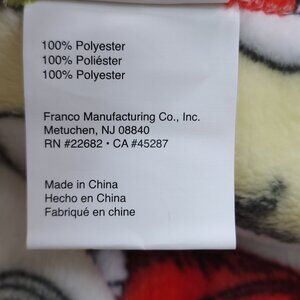 100% Polyester
100% Poliéster
100% Polyester
Franco Manufacturing Co., Inc.
Metuchen, NJ 08840
RN #22682 • CA #45287
Made in China
Hecho en China
Fabriqué en chine